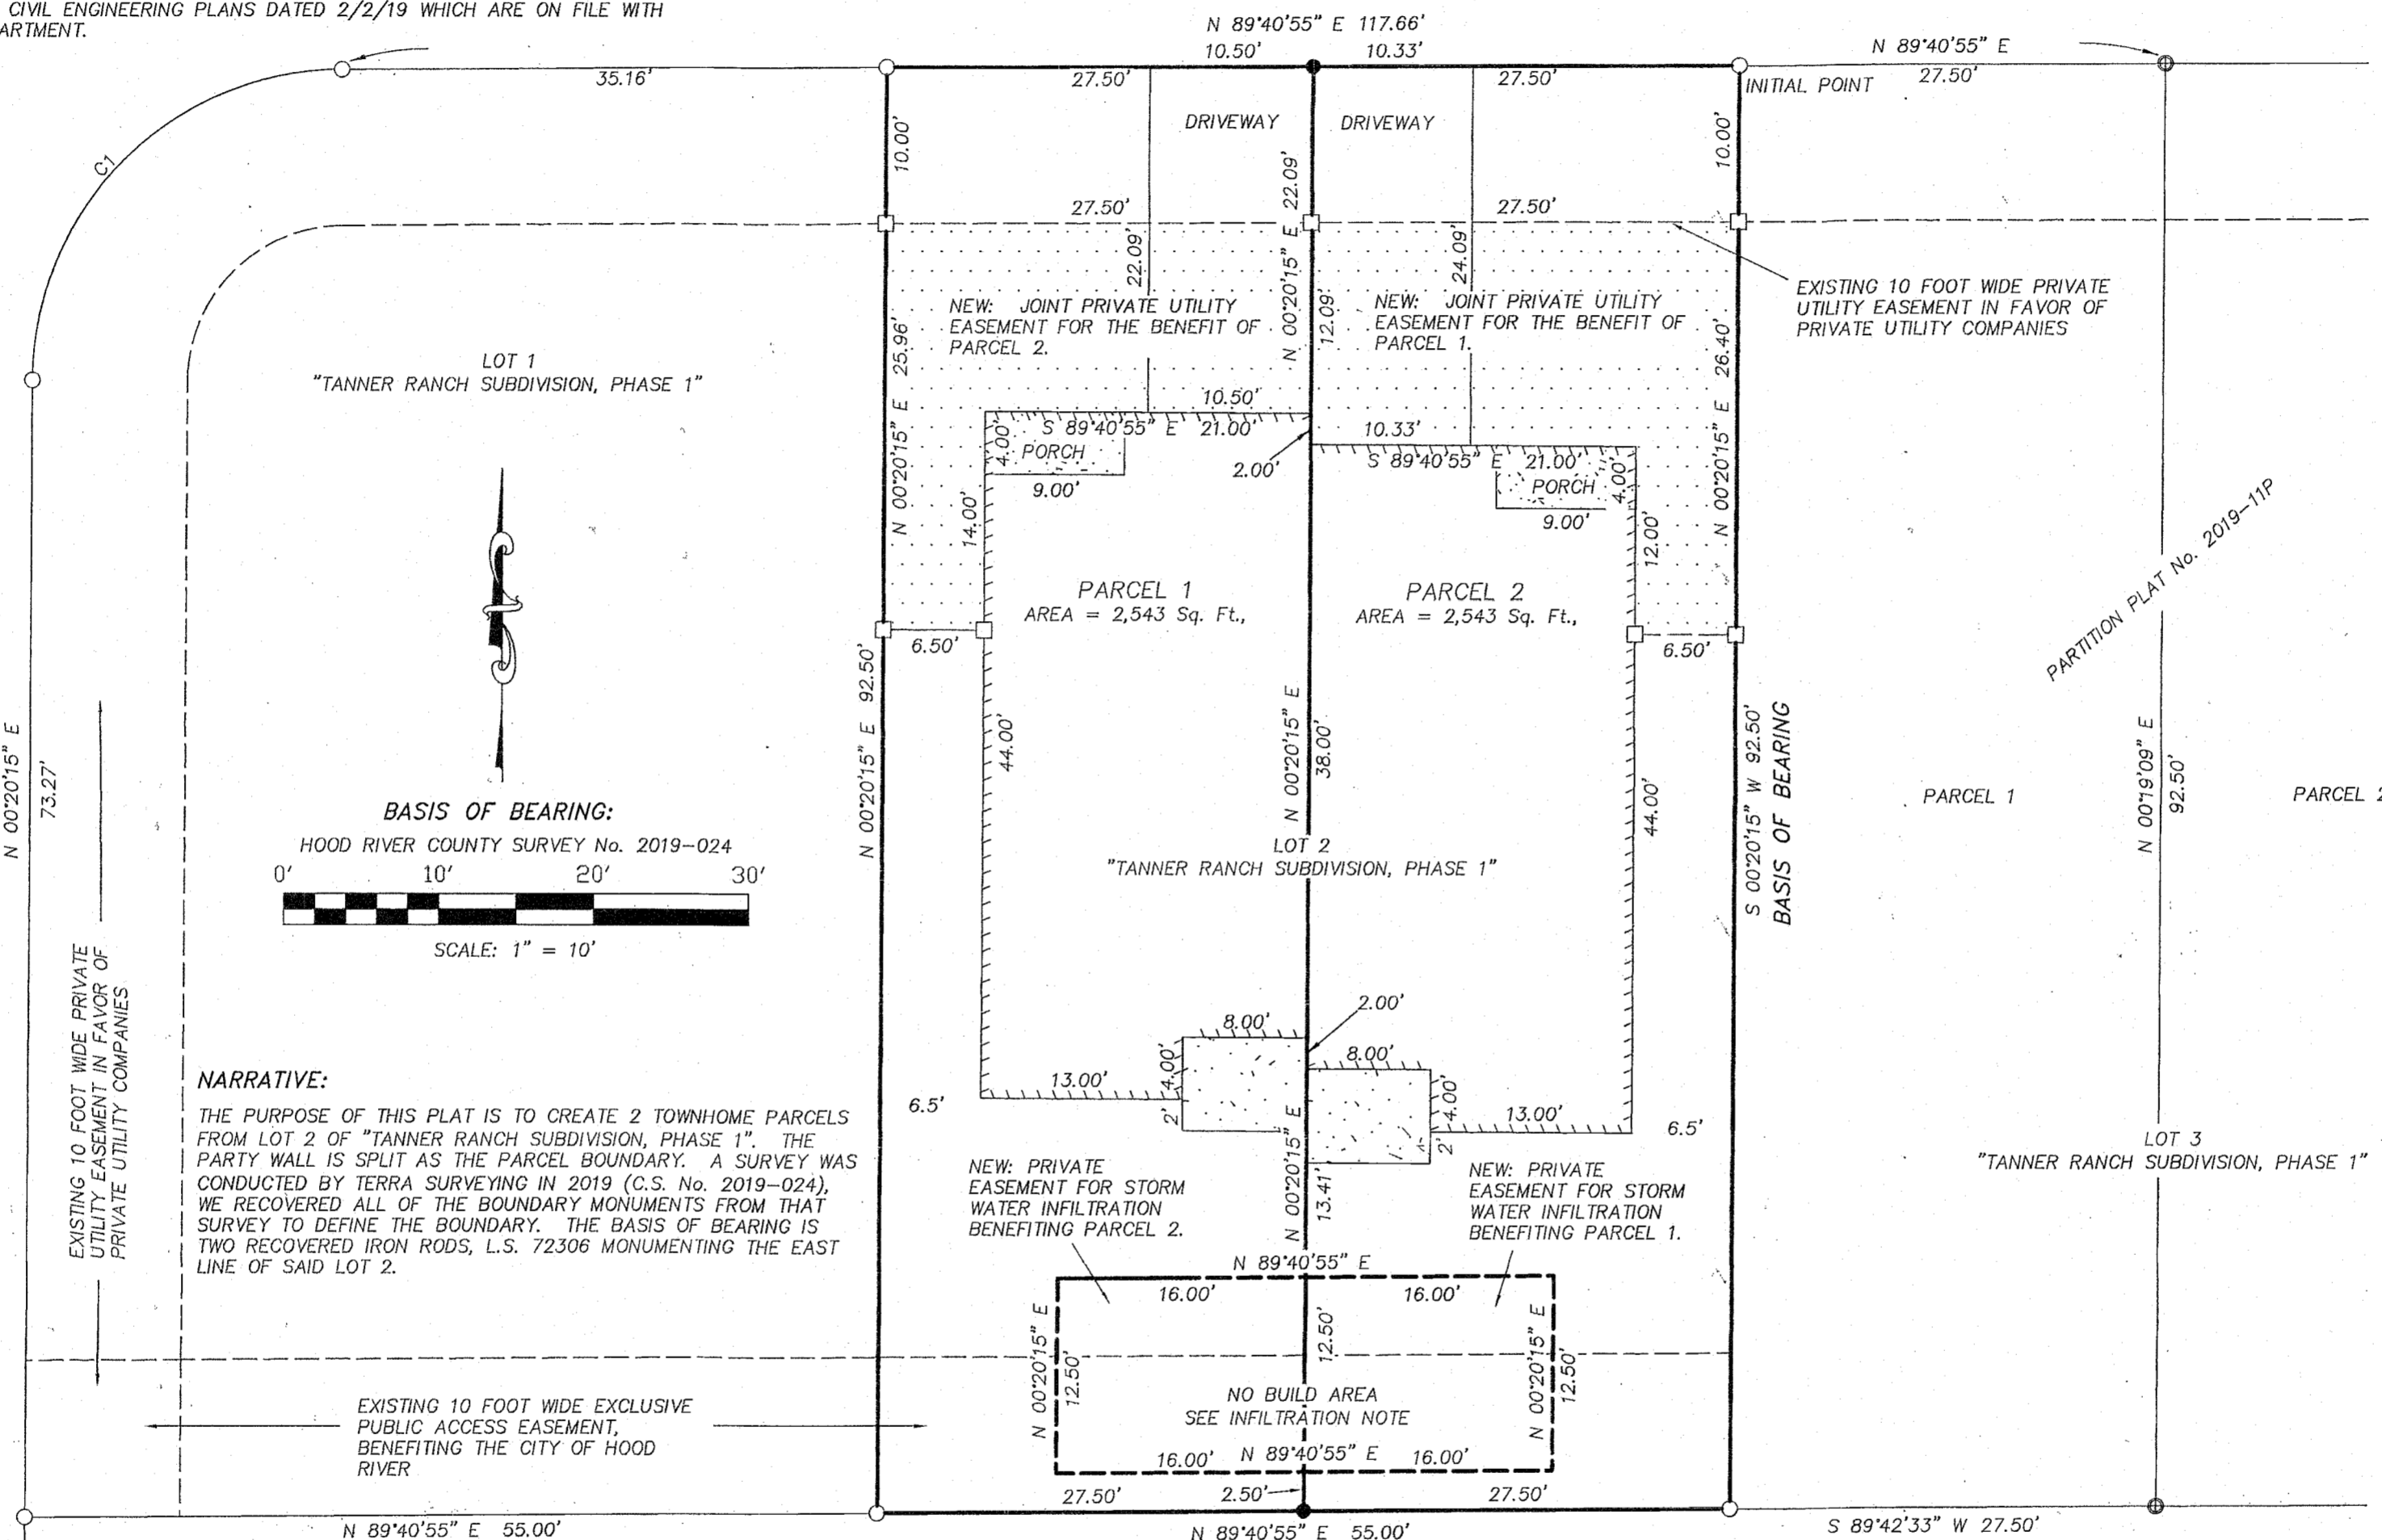 CIVIL ENGINEERING PLANS DATED 2/2/19 WHICH ARE ON FILE WITH
ARTMENT.
N 89°40'55" E 117.66'
10.50'
10.33'
N 89°40'55" E
35.16'
27.50'
27.50'
27.50'
INITIAL POINT
C1
10.00'
DRIVEWAY
DRIVEWAY
10.00'
27.50'
27.50'
N 00°20'15" E 22.09'
22.09'
24.09'
12.09'
NEW: JOINT PRIVATE UTILITY
EASEMENT FOR THE BENEFIT OF
PARCEL 2.
NEW: JOINT PRIVATE UTILITY
EASEMENT FOR THE BENEFIT OF
PARCEL 1.
EXISTING 10 FOOT WIDE PRIVATE
UTILITY EASEMENT IN FAVOR OF
PRIVATE UTILITY COMPANIES
LOT 1
"TANNER RANCH SUBDIVISION, PHASE 1"
N 00°20'15" E 25.96'
N 00°20'15" E 26.40'
10.50'
S 89°40'55" E 21.00'
4.00'
PORCH
9.00'
2.00'
10.33'
S 89°40'55" E 21.00'
PORCH
4.00'
9.00'
14.00'
12.00'
PARTITION PLAT No. 2019-11P
PARCEL 1
AREA = 2,543 Sq. Ft.,
PARCEL 2
AREA = 2,543 Sq. Ft.,
6.50'
6.50'
N 00°20'15" E
73.27'
N 00°20'15" E 92.50'
44.00'
N 00°20'15" E
38.00'
44.00'
S 00°20'15" W 92.50'
BASIS OF BEARING
PARCEL 1
N 00°19'09" E
92.50'
PARCEL 2
BASIS OF BEARING:
HOOD RIVER COUNTY SURVEY No. 2019-024
0' 10' 20' 30'
SCALE: 1" = 10'
LOT 2
"TANNER RANCH SUBDIVISION, PHASE 1"
EXISTING 10 FOOT WIDE PRIVATE
UTILITY EASEMENT IN FAVOR OF
PRIVATE UTILITY COMPANIES
8.00'
2.00'
8.00'
4.00'
4.00'
13.00'
13.00'
2'
2'
6.5'
6.5'
NARRATIVE:
THE PURPOSE OF THIS PLAT IS TO CREATE 2 TOWNHOME PARCELS
FROM LOT 2 OF "TANNER RANCH SUBDIVISION, PHASE 1". THE
PARTY WALL IS SPLIT AS THE PARCEL BOUNDARY. A SURVEY WAS
CONDUCTED BY TERRA SURVEYING IN 2019 (C.S. No. 2019-024),
WE RECOVERED ALL OF THE BOUNDARY MONUMENTS FROM THAT
SURVEY TO DEFINE THE BOUNDARY. THE BASIS OF BEARING IS
TWO RECOVERED IRON RODS, L.S. 72306 MONUMENTING THE EAST
LINE OF SAID LOT 2.
NEW: PRIVATE
EASEMENT FOR STORM
WATER INFILTRATION
BENEFITING PARCEL 2.
N 00°20'15" E
13.41'
NEW: PRIVATE
EASEMENT FOR STORM
WATER INFILTRATION
BENEFITING PARCEL 1.
LOT 3
"TANNER RANCH SUBDIVISION, PHASE 1"
N 89°40'55" E
16.00'
16.00'
N 00°20'15" E
12.50'
12.50'
N 00°20'15" E
12.50'
NO BUILD AREA
SEE INFILTRATION NOTE
EXISTING 10 FOOT WIDE EXCLUSIVE
PUBLIC ACCESS EASEMENT,
BENEFITING THE CITY OF HOOD
RIVER
16.00'
N 89°40'55" E
16.00'
27.50'
2.50'
27.50'
N 89°40'55" E 55.00'
N 89°40'55" E 55.00'
S 89°42'33" W 27.50'